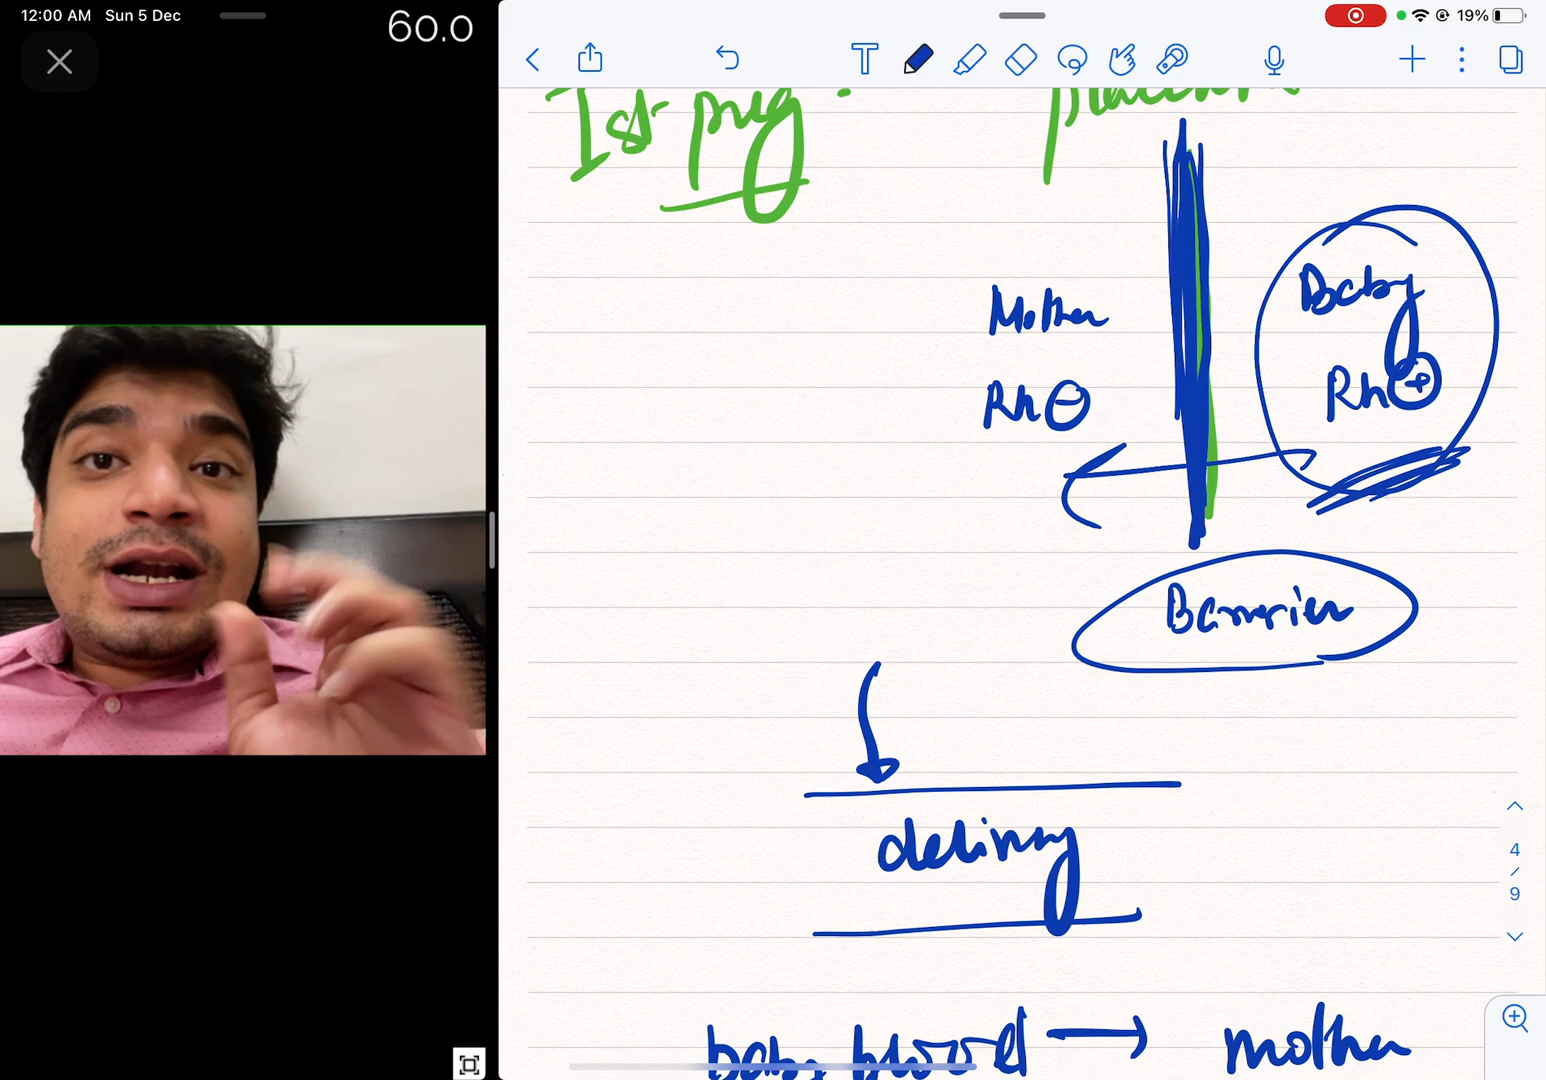 12:00 AM Sun 5 Dec
60.0
19%
T
1st preg :
placenta
Mother
Baby
Rh ⊖
Rh ⊕
Barrier
delivery
4
/
9
baby blood → mother